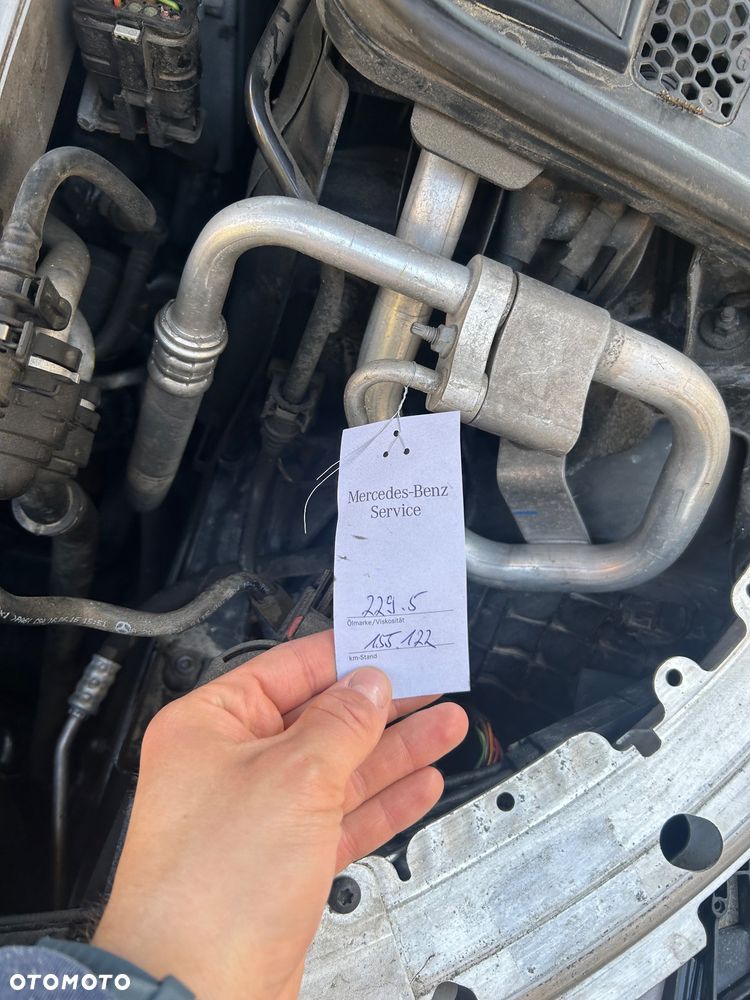 Mercedes-Benz
Service
229.5
Ölmarke/Viskosität
155.122
km-Stand
OTOMOTO